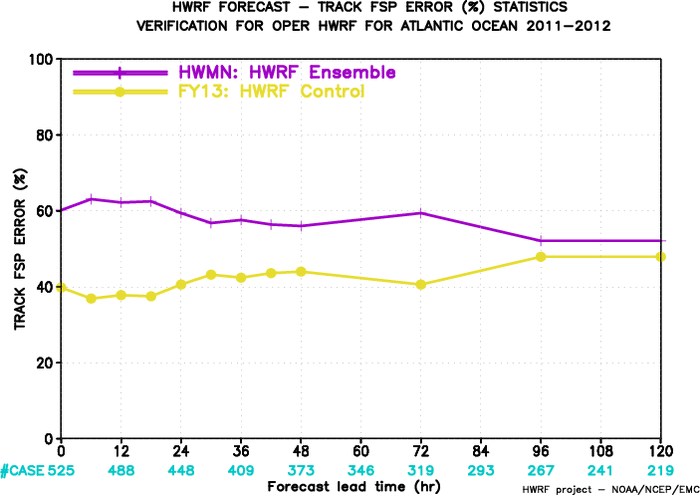 HWRF FORECAST – TRACK FSP ERROR (%) STATISTICS
VERIFICATION FOR OPER HWRF FOR ATLANTIC OCEAN 2011–2012
HWMN: HWRF Ensemble
FY13: HWRF Control
TRACK FSP ERROR (%)
100
80
60
40
20
0
0 12 24 36 48 60 72 84 96 108 120
#CASE 525 488 448 409 373 346 319 293 267 241 219
Forecast lead time (hr)
HWRF project – NOAA/NCEP/EMC